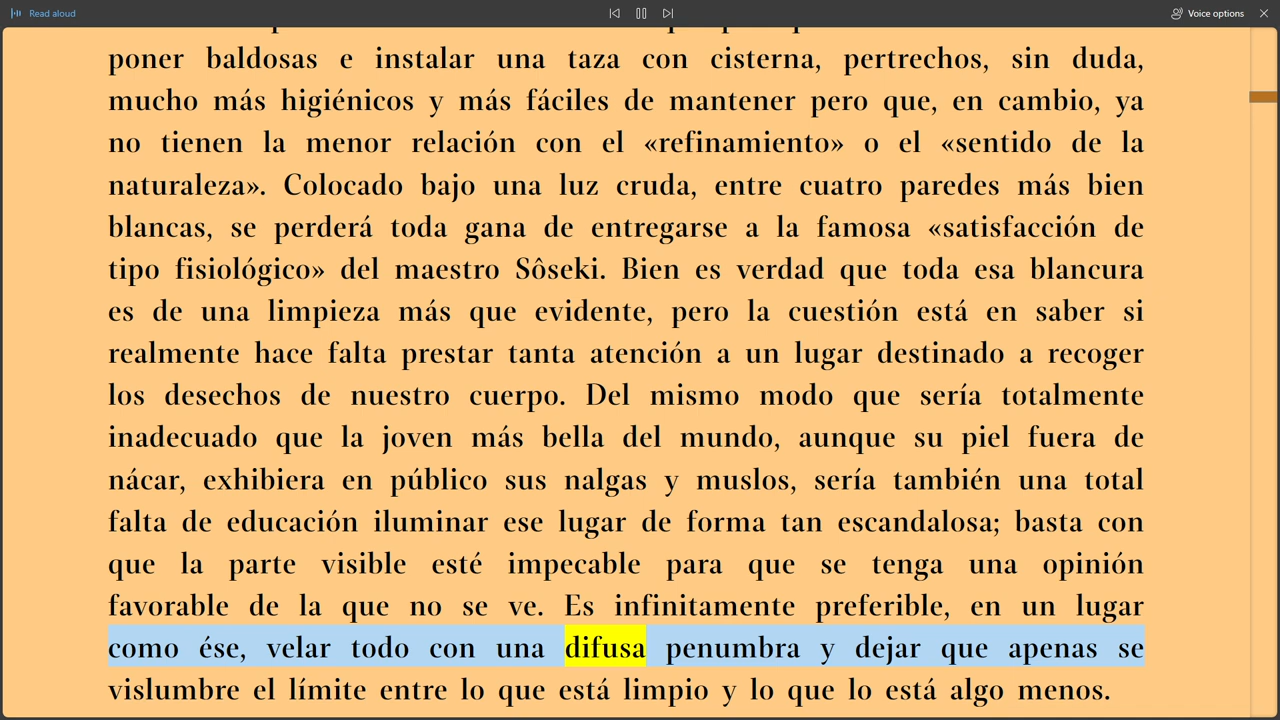 Read aloud
Voice options
poner baldosas e instalar una taza con cisterna, pertrechos, sin duda,
mucho más higiénicos y más fáciles de mantener pero que, en cambio, ya
no tienen la menor relación con el «refinamiento» o el «sentido de la
naturaleza». Colocado bajo una luz cruda, entre cuatro paredes más bien
blancas, se perderá toda gana de entregarse a la famosa «satisfacción de
tipo fisiológico» del maestro Sôseki. Bien es verdad que toda esa blancura
es de una limpieza más que evidente, pero la cuestión está en saber si
realmente hace falta prestar tanta atención a un lugar destinado a recoger
los desechos de nuestro cuerpo. Del mismo modo que sería totalmente
inadecuado que la joven más bella del mundo, aunque su piel fuera de
nácar, exhibiera en público sus nalgas y muslos, sería también una total
falta de educación iluminar ese lugar de forma tan escandalosa; basta con
que la parte visible esté impecable para que se tenga una opinión
favorable de la que no se ve. Es infinitamente preferible, en un lugar
como ése, velar todo con una difusa penumbra y dejar que apenas se
vislumbre el límite entre lo que está limpio y lo que lo está algo menos.